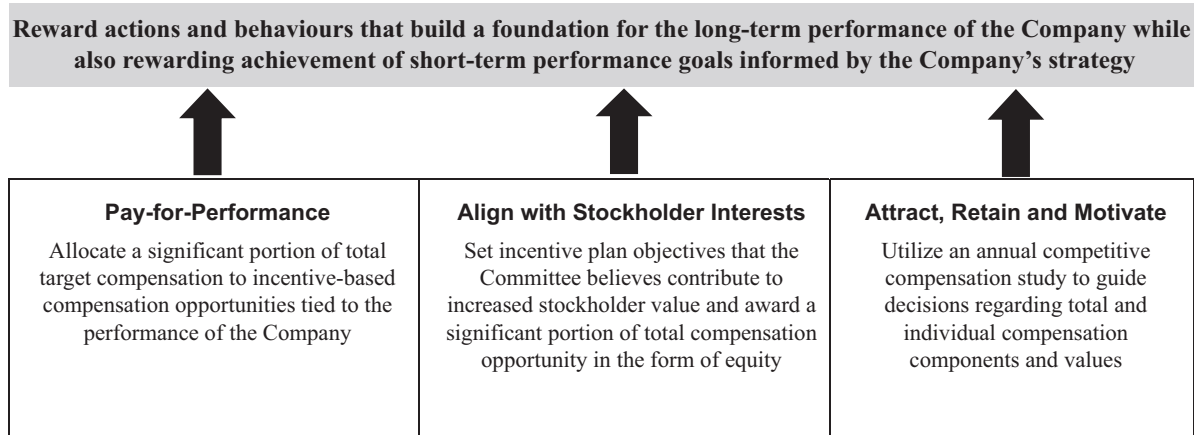 Reward actions and behaviours that build a foundation for the long-term performance of the Company while
also rewarding achievement of short-term performance goals informed by the Company’s strategy
Pay-for-Performance
Allocate a significant portion of total
target compensation to incentive-based
compensation opportunities tied to the
performance of the Company
Align with Stockholder Interests
Set incentive plan objectives that the
Committee believes contribute to
increased stockholder value and award a
significant portion of total compensation
opportunity in the form of equity
Attract, Retain and Motivate
Utilize an annual competitive
compensation study to guide
decisions regarding total and
individual compensation
components and values